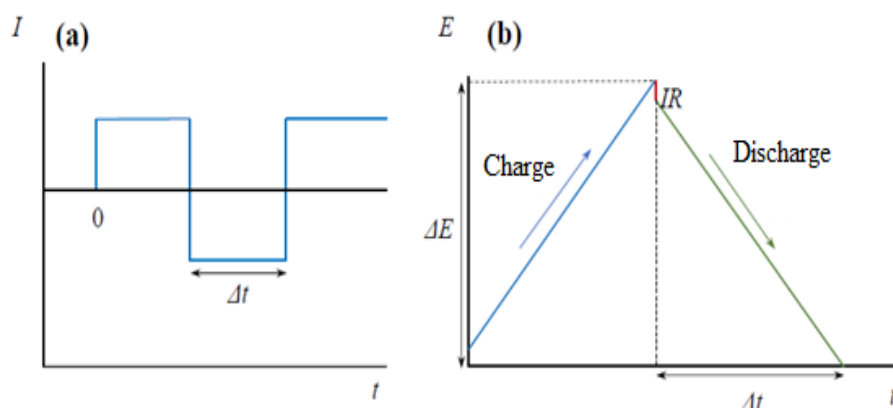 I (a)
0
Δt
t
E (b)
IR
Charge
Discharge
ΔE
Δt
t